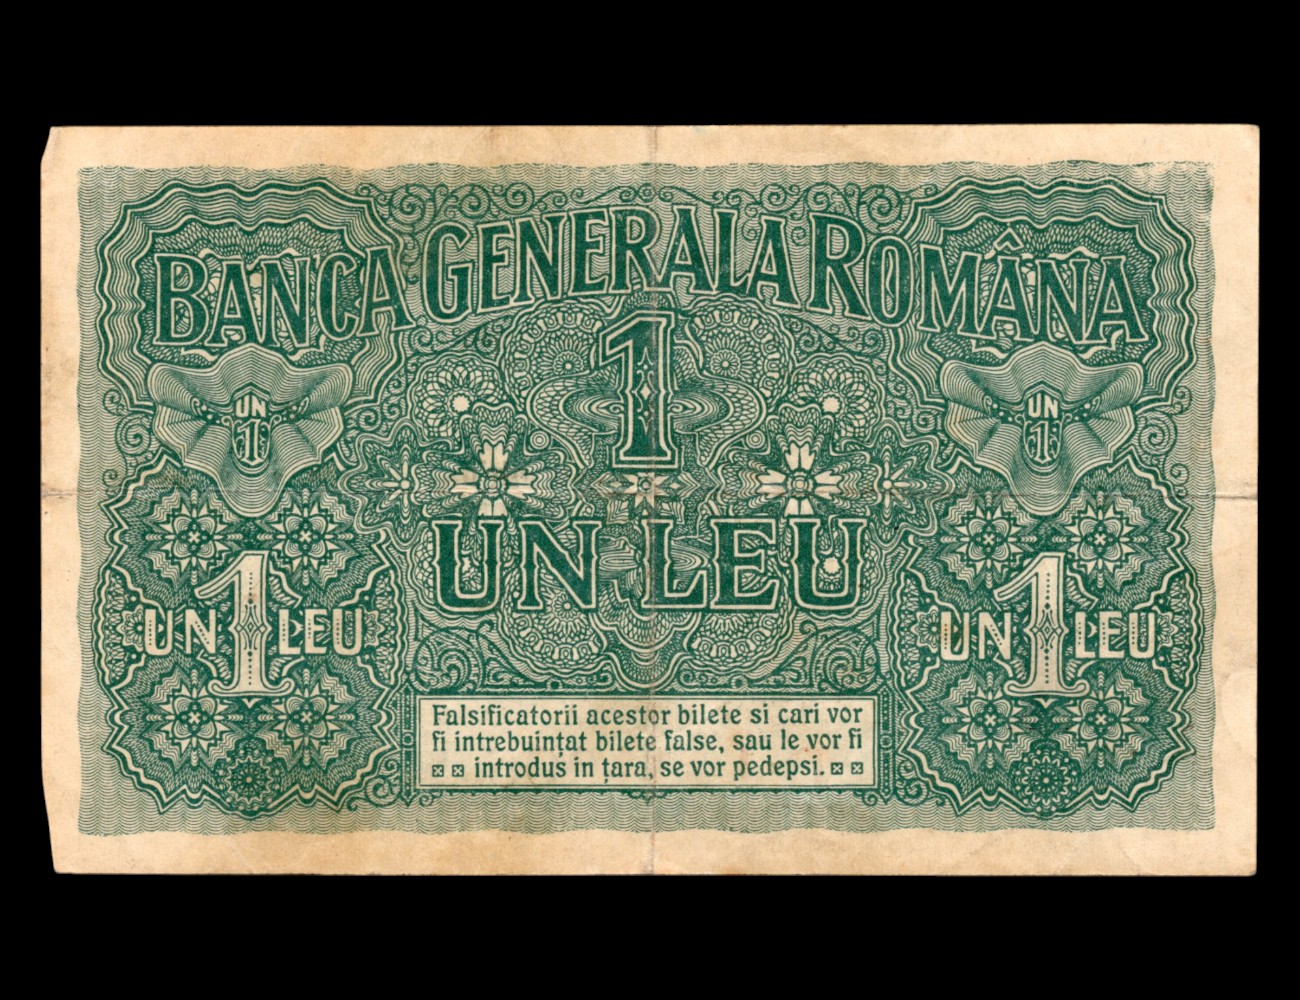 BANCA GENERALA ROMÂNA
UN
1
UN
1
1
UN LEU
UN 1 LEU
UN 1 LEU
Falsificatorii acestor bilete si cari vor
fi intrebuințat bilete false, sau le vor fi
introdus in țara, se vor pedepsi.